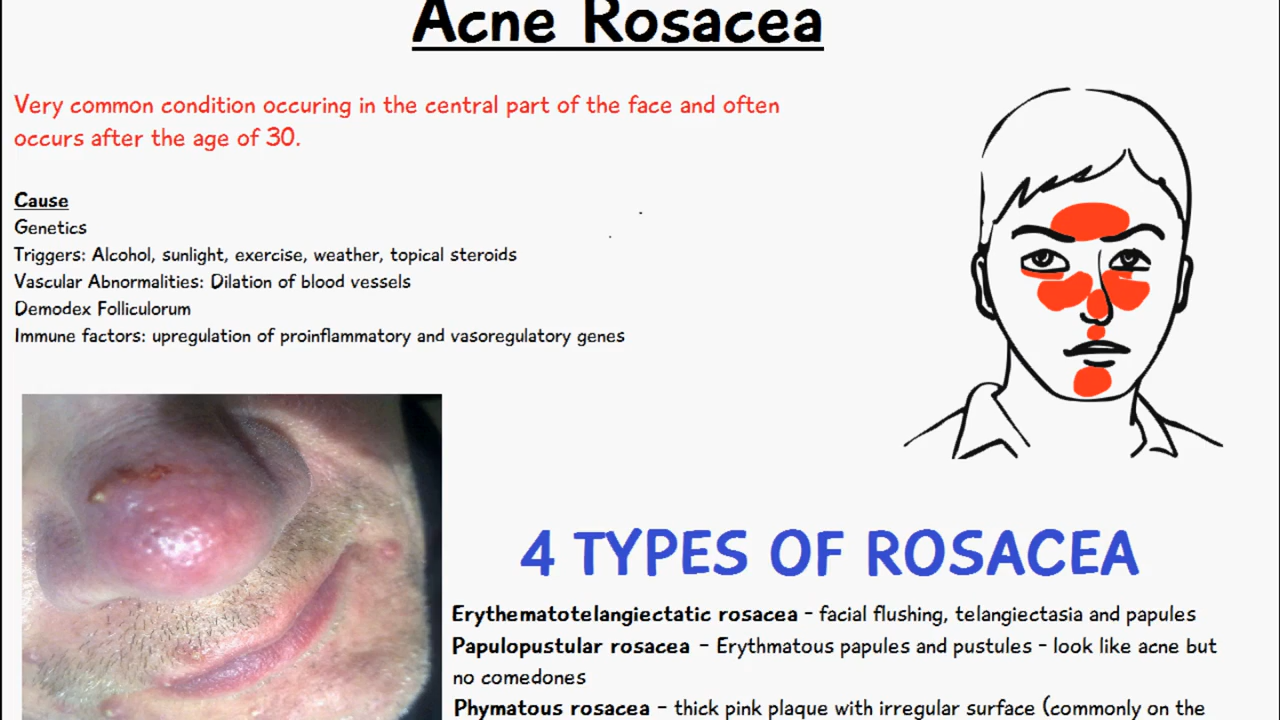 Acne Rosacea
Very common condition occuring in the central part of the face and often
occurs after the age of 30.
Cause
Genetics
Triggers: Alcohol, sunlight, exercise, weather, topical steroids
Vascular Abnormalities: Dilation of blood vessels
Demodex Folliculorum
Immune factors: upregulation of proinflammatory and vasoregulatory genes
4 TYPES OF ROSACEA
Erythematotelangiectatic rosacea - facial flushing, telangiectasia and papules
Papulopustular rosacea - Erythmatous papules and pustules - look like acne but
no comedones
Phymatous rosacea - thick pink plaque with irregular surface (commonly on the